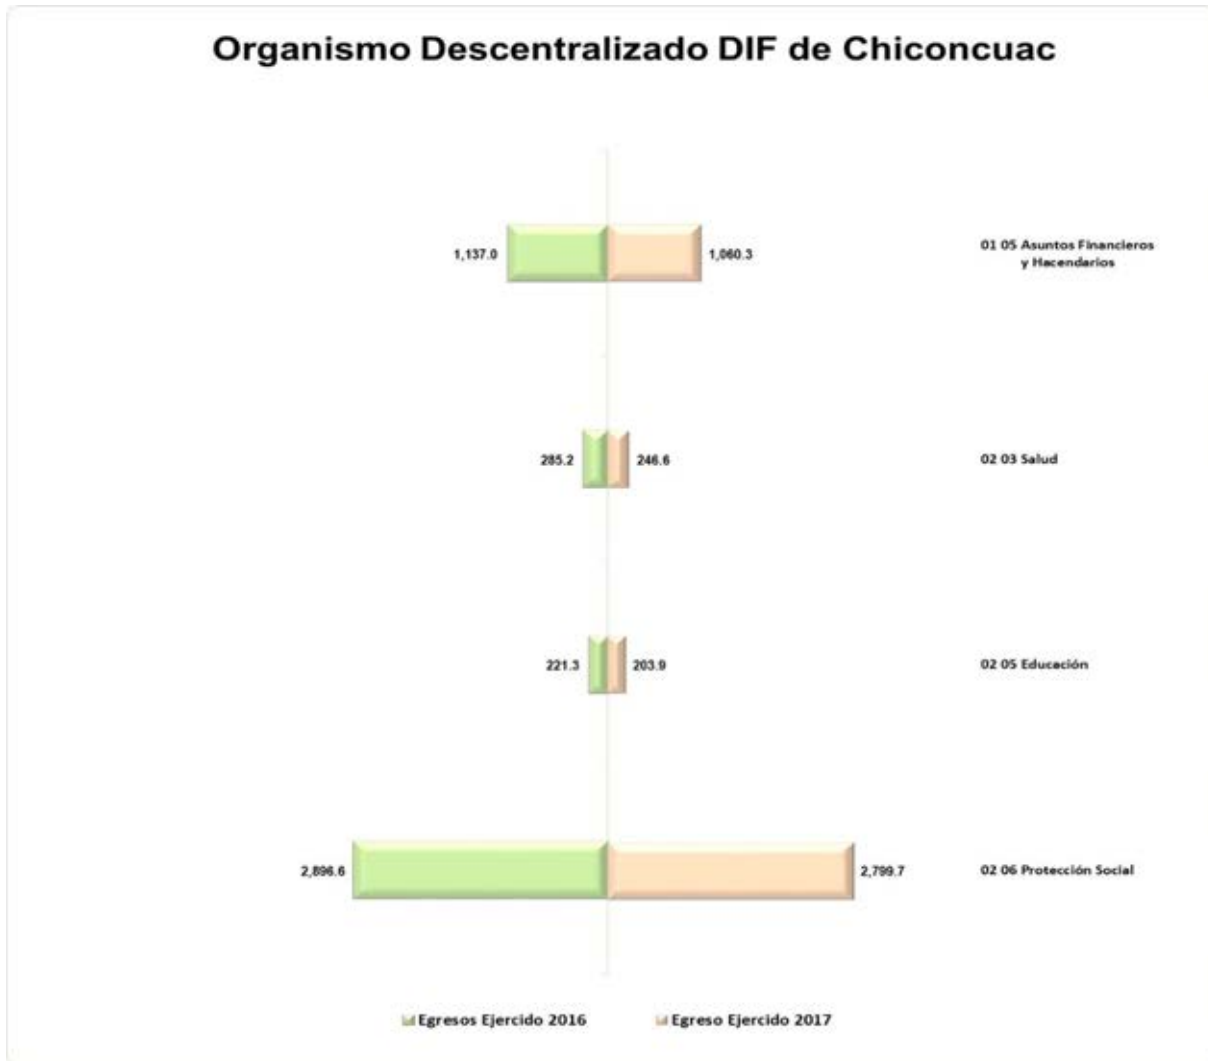 Organismo Descentralizado DIF de Chiconcuac
1,137.0 1,060.3 01 05 Asuntos Financieros
y Hacendarios
285.2 246.6 02 03 Salud
221.3 203.9 02 05 Educación
2,896.6 2,799.7 02 06 Protección Social
Egresos Ejercido 2016 Egreso Ejercido 2017